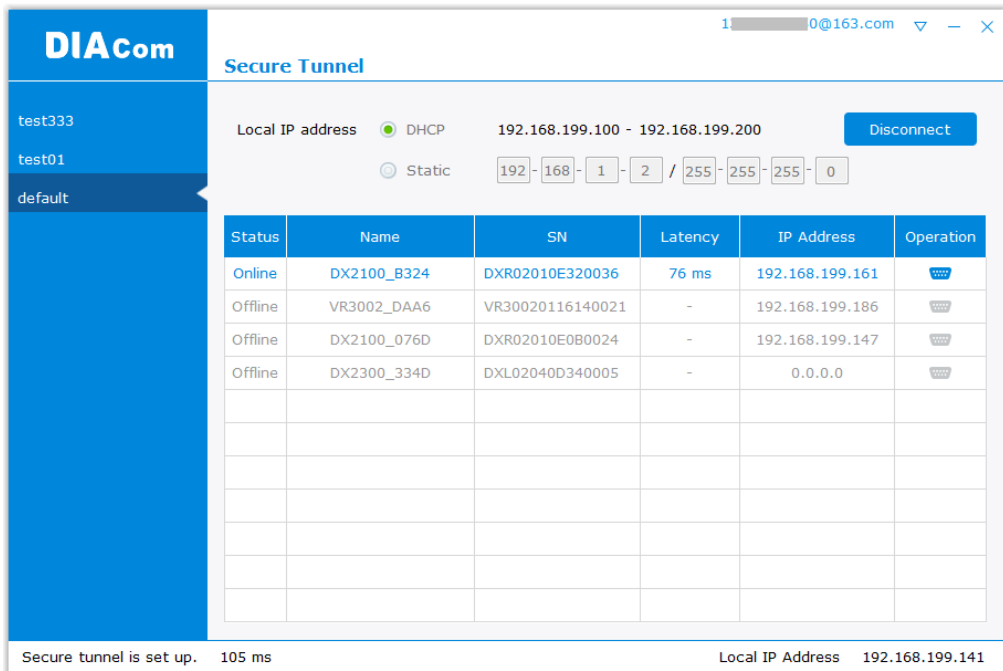 DIACom
0@163.com
Secure Tunnel
test333
test01
default
Local IP address DHCP 192.168.199.100 - 192.168.199.200 Disconnect
Static 192 - 168 - 1 - 2 / 255 - 255 - 255 - 0
Status Name SN Latency IP Address Operation
Online DX2100_B324 DXR02010E320036 76 ms 192.168.199.161
Offline VR3002_DAA6 VR30020116140021 - 192.168.199.186
Offline DX2100_076D DXR02010E0B0024 - 192.168.199.147
Offline DX2300_334D DXL02040D340005 - 0.0.0.0
Secure tunnel is set up. 105 ms Local IP Address 192.168.199.141